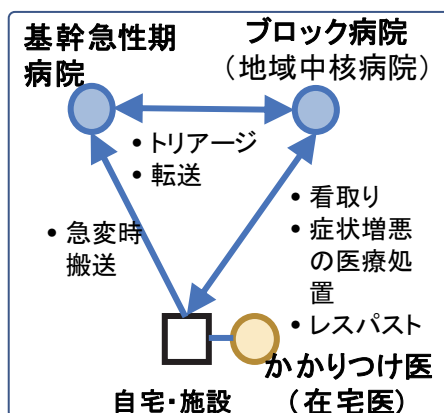 基幹急性期
病院
ブロック病院
（地域中核病院）
• トリアージ
• 転送
• 急変時
搬送
• 看取り
• 症状増悪
の医療処
置
• レスパスト
かかりつけ医
（在宅医）
自宅・施設